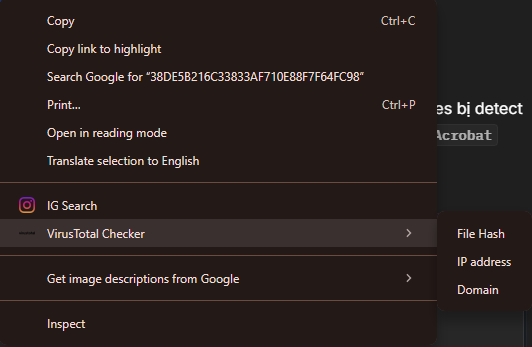 Copy Ctrl+C
Copy link to highlight
Search Google for “38DE5B216C33833AF710E88F7F64FC98”
Print... Ctrl+P
es bị detect
Open in reading mode
Acrobat
Translate selection to English
IG Search
VirusTotal Checker
File Hash
IP address
Domain
Get image descriptions from Google
Inspect